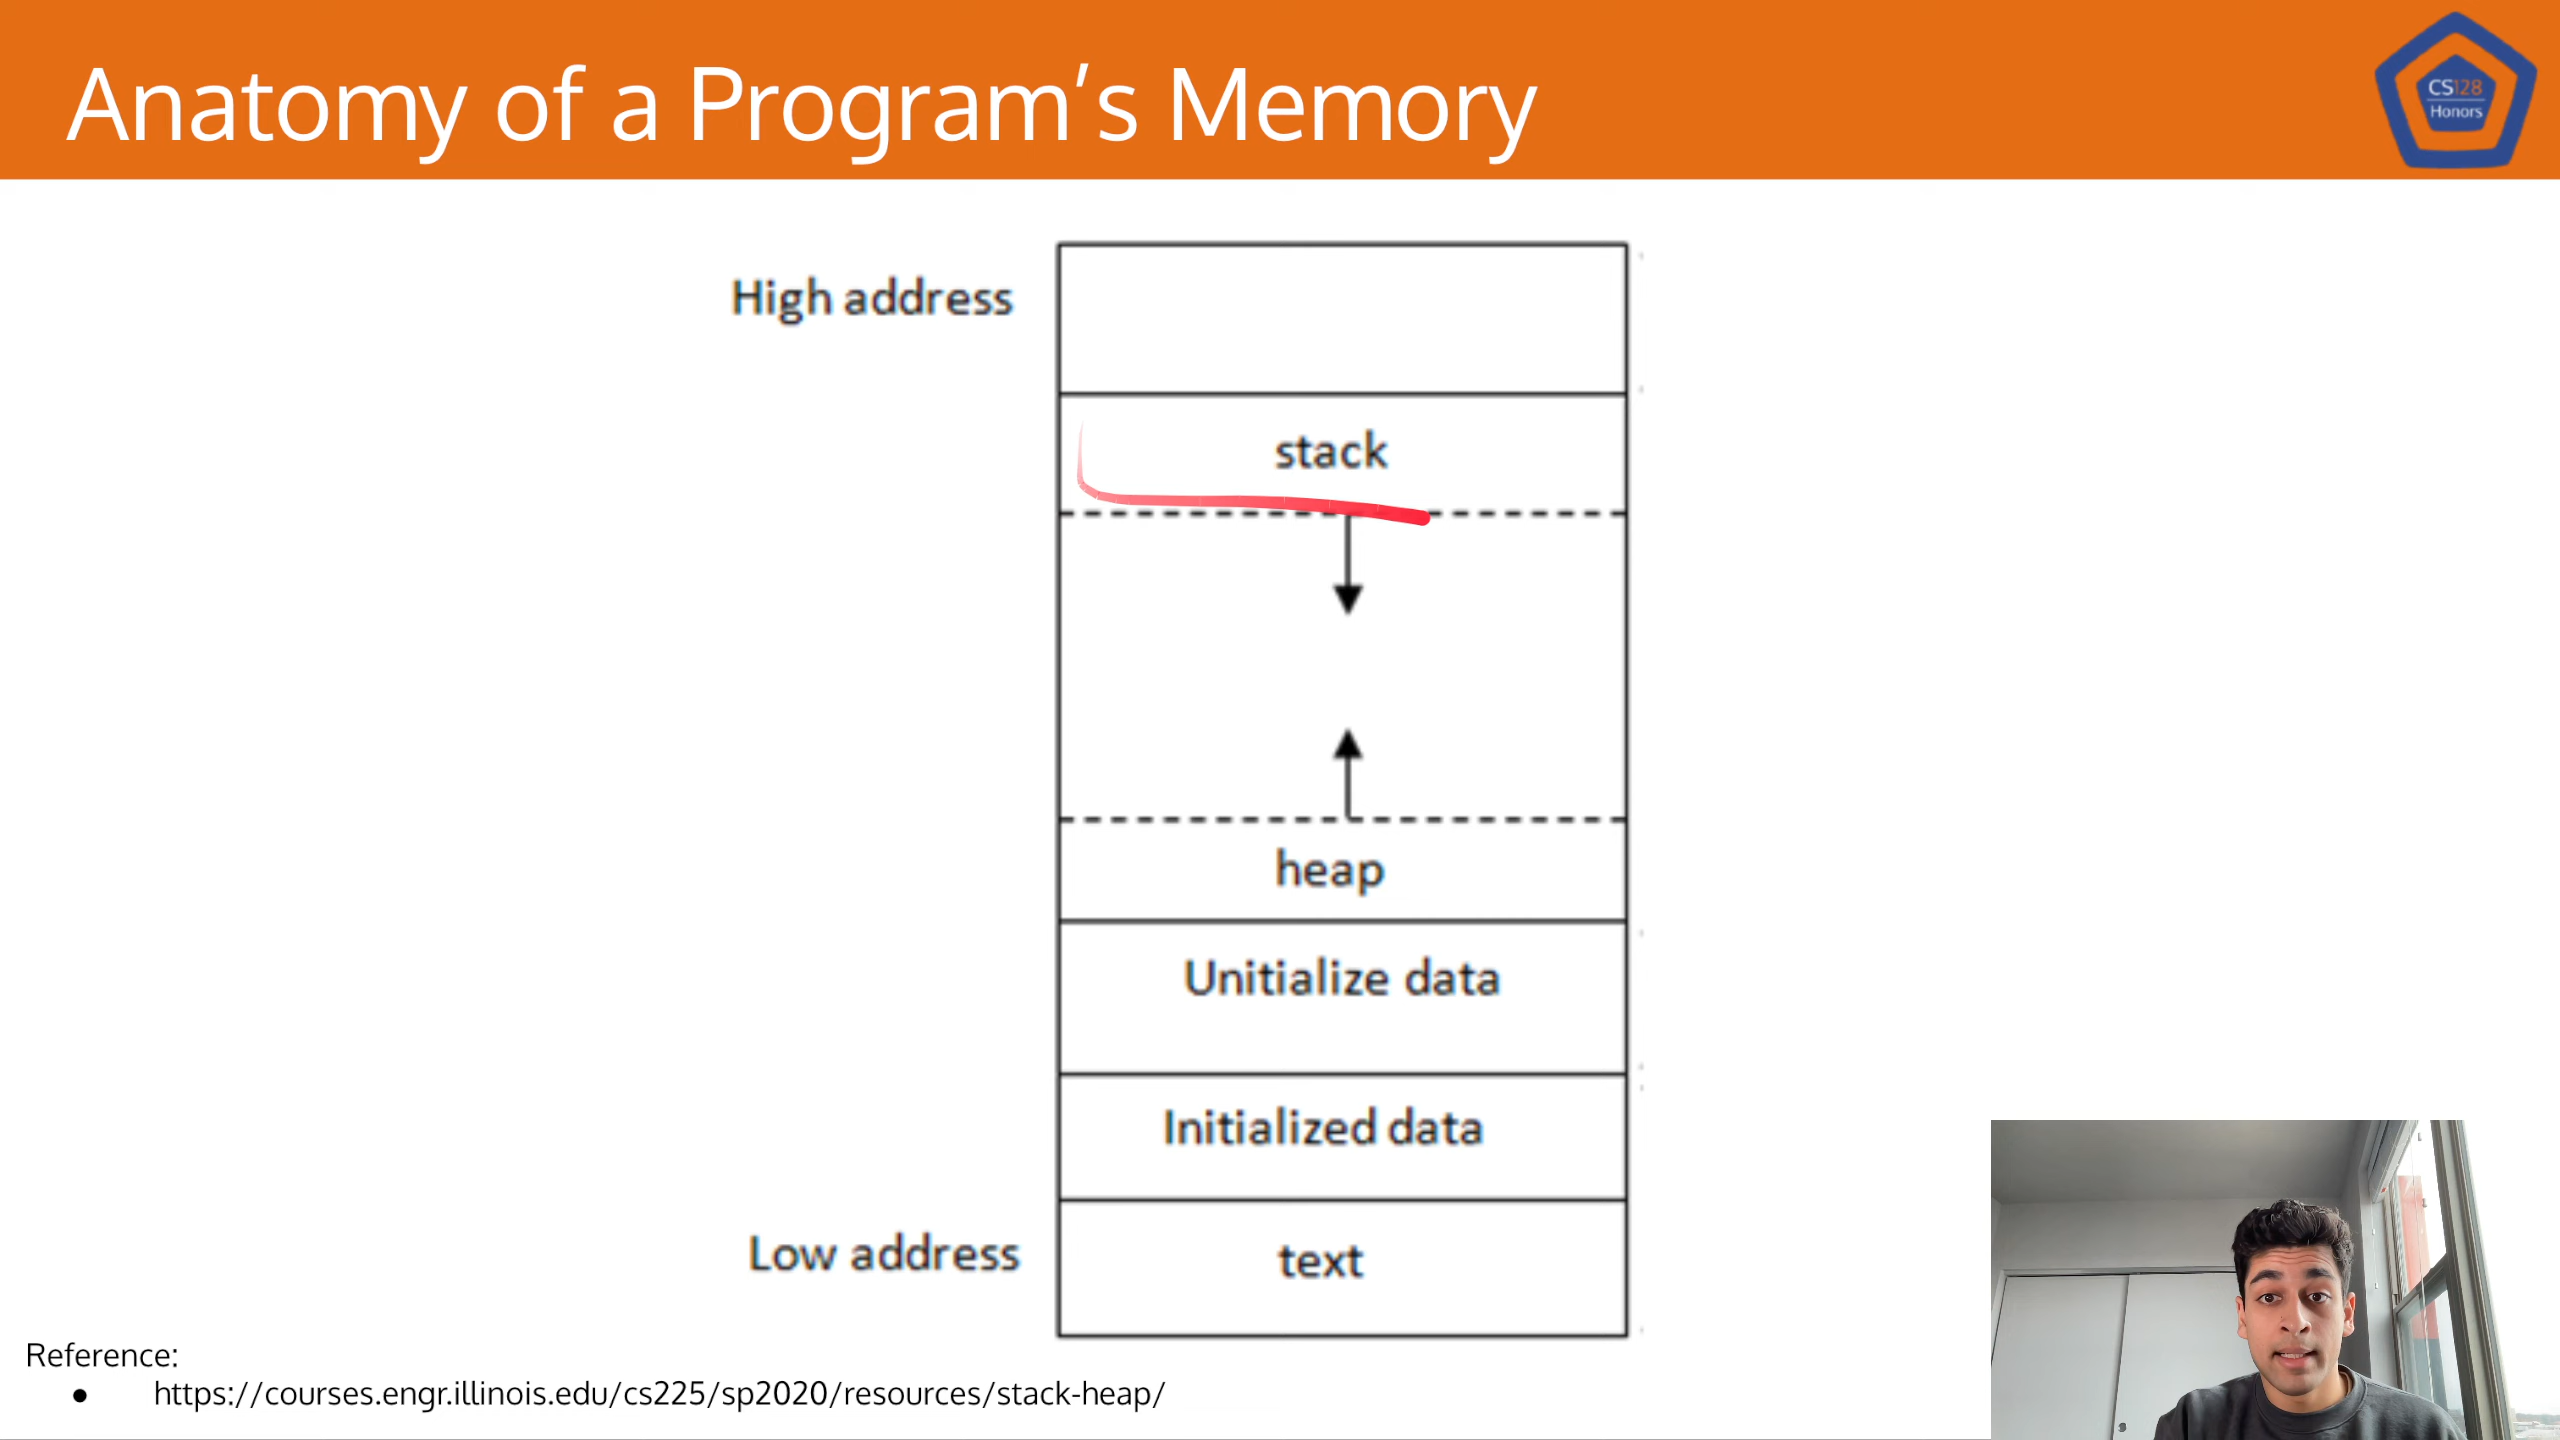 Anatomy of a Program’s Memory
CS128
Honors
High address
stack
heap
Unitialize data
Initialized data
Low address
text
Reference:
● https://courses.engr.illinois.edu/cs225/sp2020/resources/stack-heap/